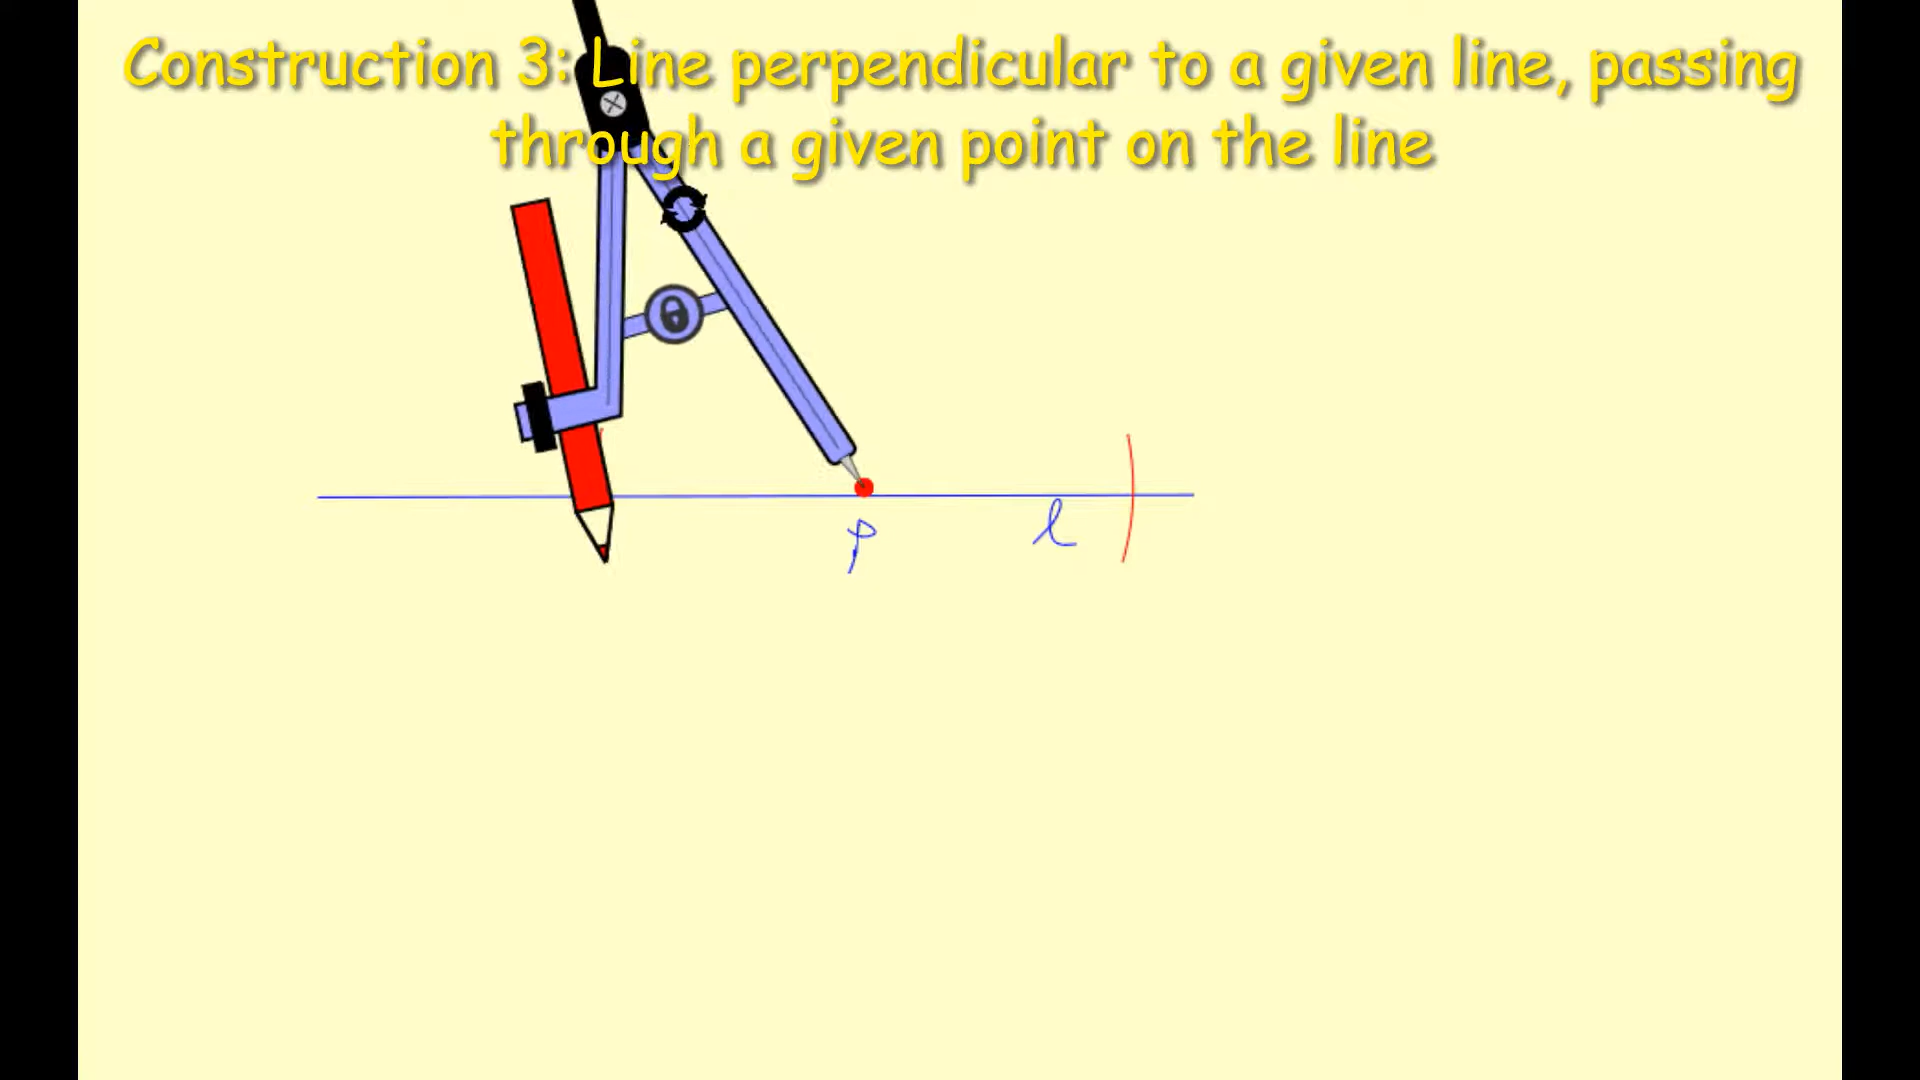 Construction 3: Line perpendicular to a given line, passing
through a given point on the line
p
l